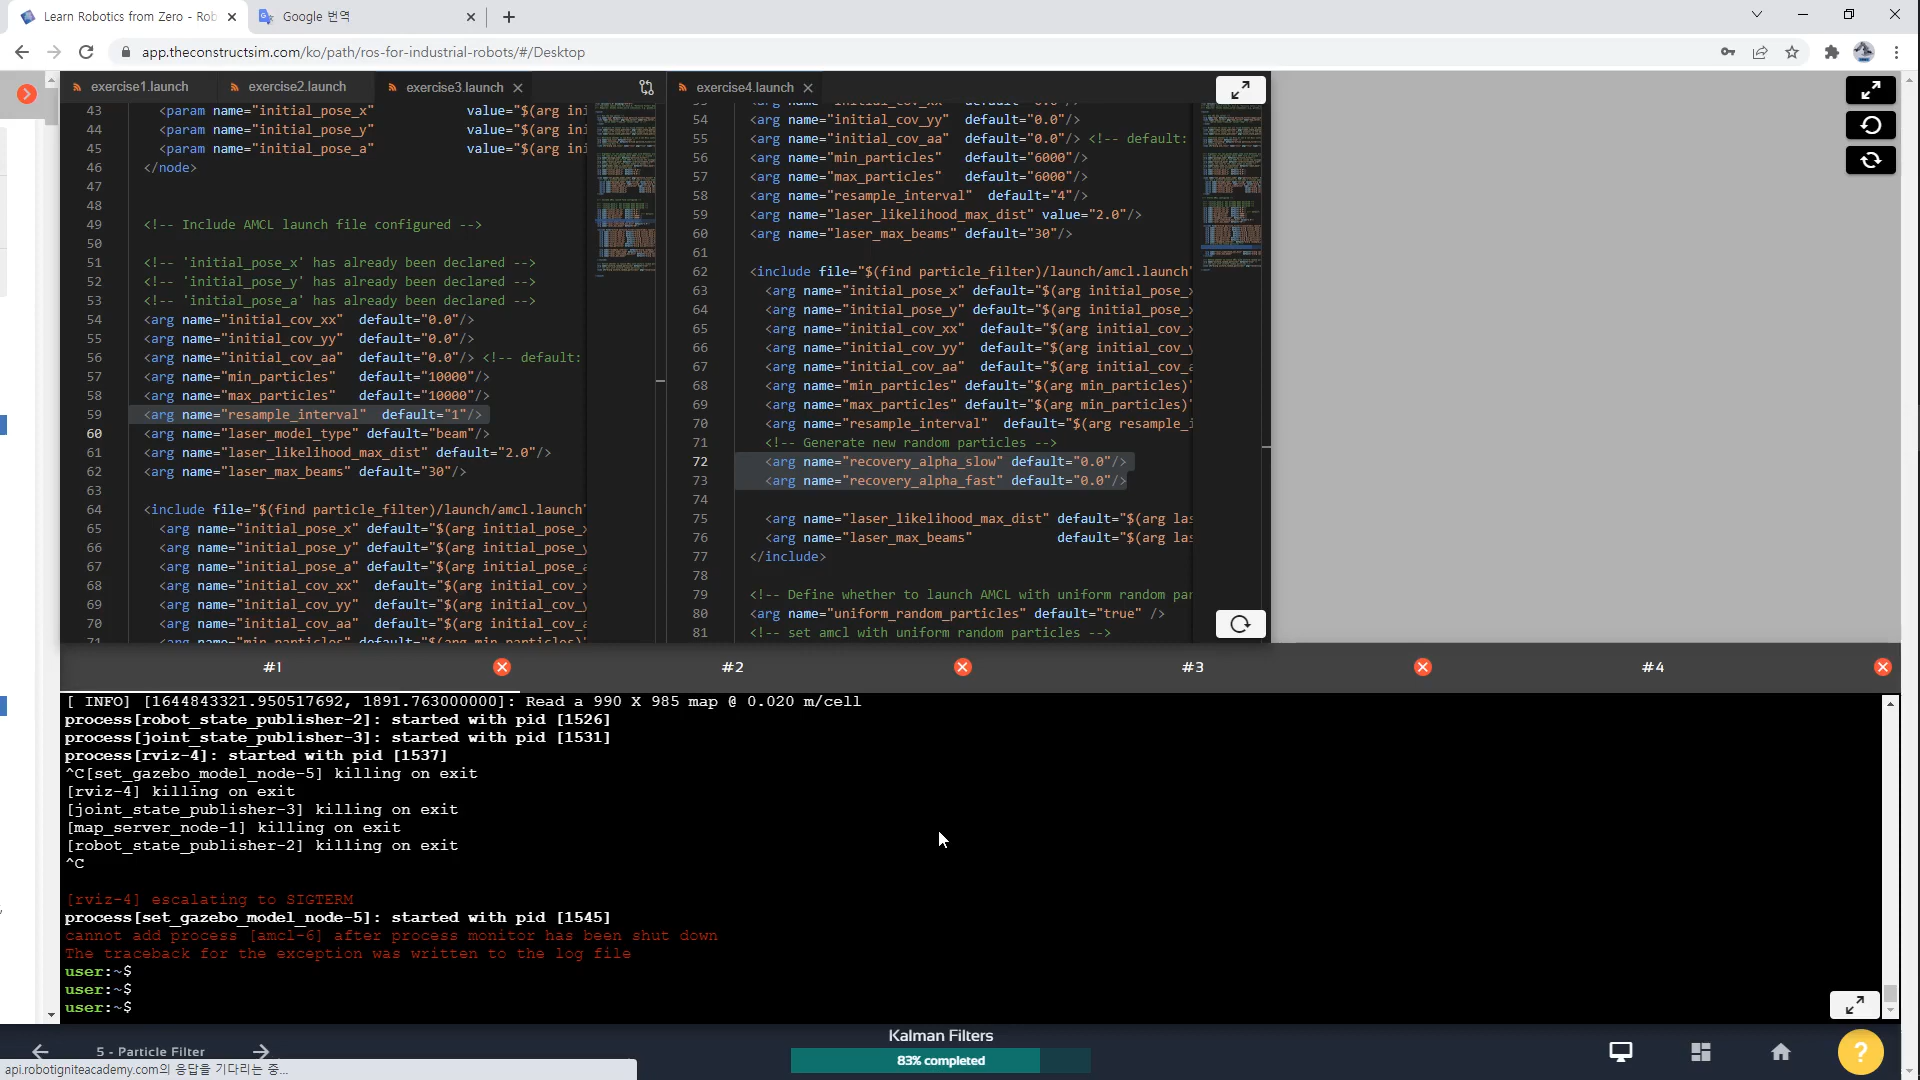 Learn Robotics from Zero - Rob
Google 번역
app.theconstructsim.com/ko/path/ros-for-industrial-robots/#/Desktop
exercise1.launch
exercise2.launch
exercise3.launch
43 <param name="initial_pose_x" value="$(arg ini
44 <param name="initial_pose_y" value="$(arg ini
45 <param name="initial_pose_a" value="$(arg ini
46 </node>
47
48
49 <!-- Include AMCL launch file configured -->
50
51 <!-- 'initial_pose_x' has already been declared -->
52 <!-- 'initial_pose_y' has already been declared -->
53 <!-- 'initial_pose_a' has already been declared -->
54 <arg name="initial_cov_xx" default="0.0"/>
55 <arg name="initial_cov_yy" default="0.0"/>
56 <arg name="initial_cov_aa" default="0.0"/> <!-- default:
57 <arg name="min_particles" default="10000"/>
58 <arg name="max_particles" default="10000"/>
59 <arg name="resample_interval" default="1"/>
60 <arg name="laser_model_type" default="beam"/>
61 <arg name="laser_likelihood_max_dist" default="2.0"/>
62 <arg name="laser_max_beams" default="30"/>
63
64 <include file="$(find particle_filter)/launch/amcl.launch"
65 <arg name="initial_pose_x" default="$(arg initial_pose_x
66 <arg name="initial_pose_y" default="$(arg initial_pose_y
67 <arg name="initial_pose_a" default="$(arg initial_pose_a
68 <arg name="initial_cov_xx" default="$(arg initial_cov_x
69 <arg name="initial_cov_yy" default="$(arg initial_cov_y
70 <arg name="initial_cov_aa" default="$(arg initial_cov_a
71 <arg name="min_particles" default="$(arg min_particles)"
exercise4.launch
53 <arg name="initial_cov_xx" default="0.0"/>
54 <arg name="initial_cov_yy" default="0.0"/>
55 <arg name="initial_cov_aa" default="0.0"/> <!-- default:
56 <arg name="min_particles" default="6000"/>
57 <arg name="max_particles" default="6000"/>
58 <arg name="resample_interval" default="4"/>
59 <arg name="laser_likelihood_max_dist" value="2.0"/>
60 <arg name="laser_max_beams" default="30"/>
61
62 <include file="$(find particle_filter)/launch/amcl.launch"
63 <arg name="initial_pose_x" default="$(arg initial_pose_x
64 <arg name="initial_pose_y" default="$(arg initial_pose_
65 <arg name="initial_cov_xx" default="$(arg initial_cov_x
66 <arg name="initial_cov_yy" default="$(arg initial_cov_y
67 <arg name="initial_cov_aa" default="$(arg initial_cov_a
68 <arg name="min_particles" default="$(arg min_particles)"
69 <arg name="max_particles" default="$(arg min_particles)"
70 <arg name="resample_interval" default="$(arg resample_i
71 <!-- Generate new random particles -->
72 <arg name="recovery_alpha_slow" default="0.0"/>
73 <arg name="recovery_alpha_fast" default="0.0"/>
74
75 <arg name="laser_likelihood_max_dist" default="$(arg las
76 <arg name="laser_max_beams" default="$(arg las
77 </include>
78
79 <!-- Define whether to launch AMCL with uniform random par
80 <arg name="uniform_random_particles" default="true" />
81 <!-- set amcl with uniform random particles -->
#1
#2
#3
#4
[ INFO] [1644843321.950517692, 1891.763000000]: Read a 990 X 985 map @ 0.020 m/cell
process[robot_state_publisher-2]: started with pid [1526]
process[joint_state_publisher-3]: started with pid [1531]
process[rviz-4]: started with pid [1537]
^C[set_gazebo_model_node-5] killing on exit
[rviz-4] killing on exit
[joint_state_publisher-3] killing on exit
[map_server_node-1] killing on exit
[robot_state_publisher-2] killing on exit
^C
[rviz-4] escalating to SIGTERM
process[set_gazebo_model_node-5]: started with pid [1545]
cannot add process [amcl-6] after process monitor has been shut down
The traceback for the exception was written to the log file
user:~$
user:~$
user:~$
5 - Particle Filter
Kalman Filters
83% completed
?
api.robotigniteacademy.com의 응답을 기다리는 중...